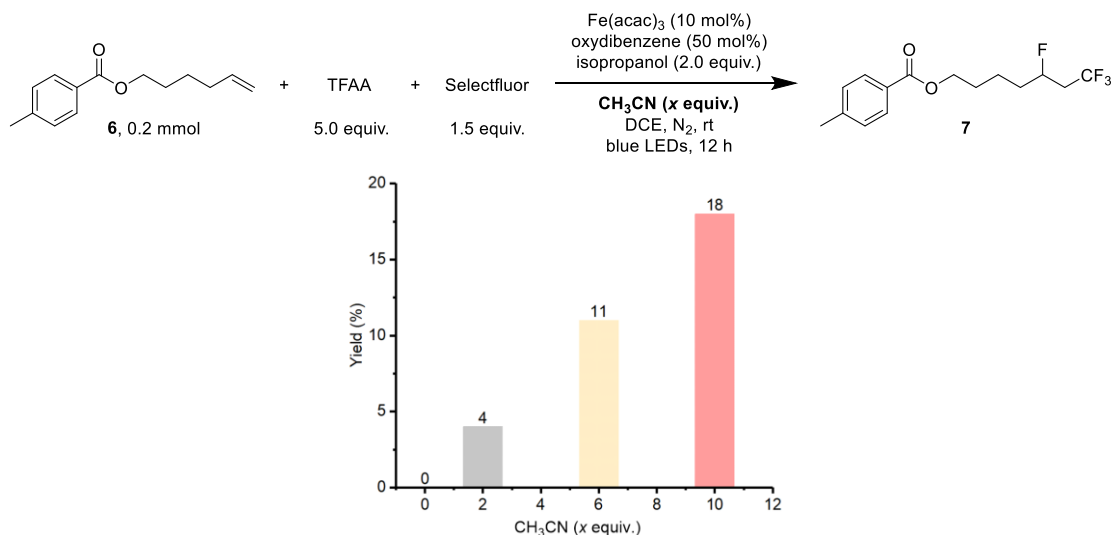 Fe(acac)3 (10 mol%)
oxydibenzene (50 mol%)
isopropanol (2.0 equiv.)
O
O
+ TFAA + Selectfluor
CH3CN (x equiv.)
6, 0.2 mmol
5.0 equiv.
1.5 equiv.
DCE, N2, rt
blue LEDs, 12 h
O
O
F
CF3
7
20
15
10
5
0
Yield (%)
0
4
11
18
0 2 4 6 8 10 12
CH3CN (x equiv.)